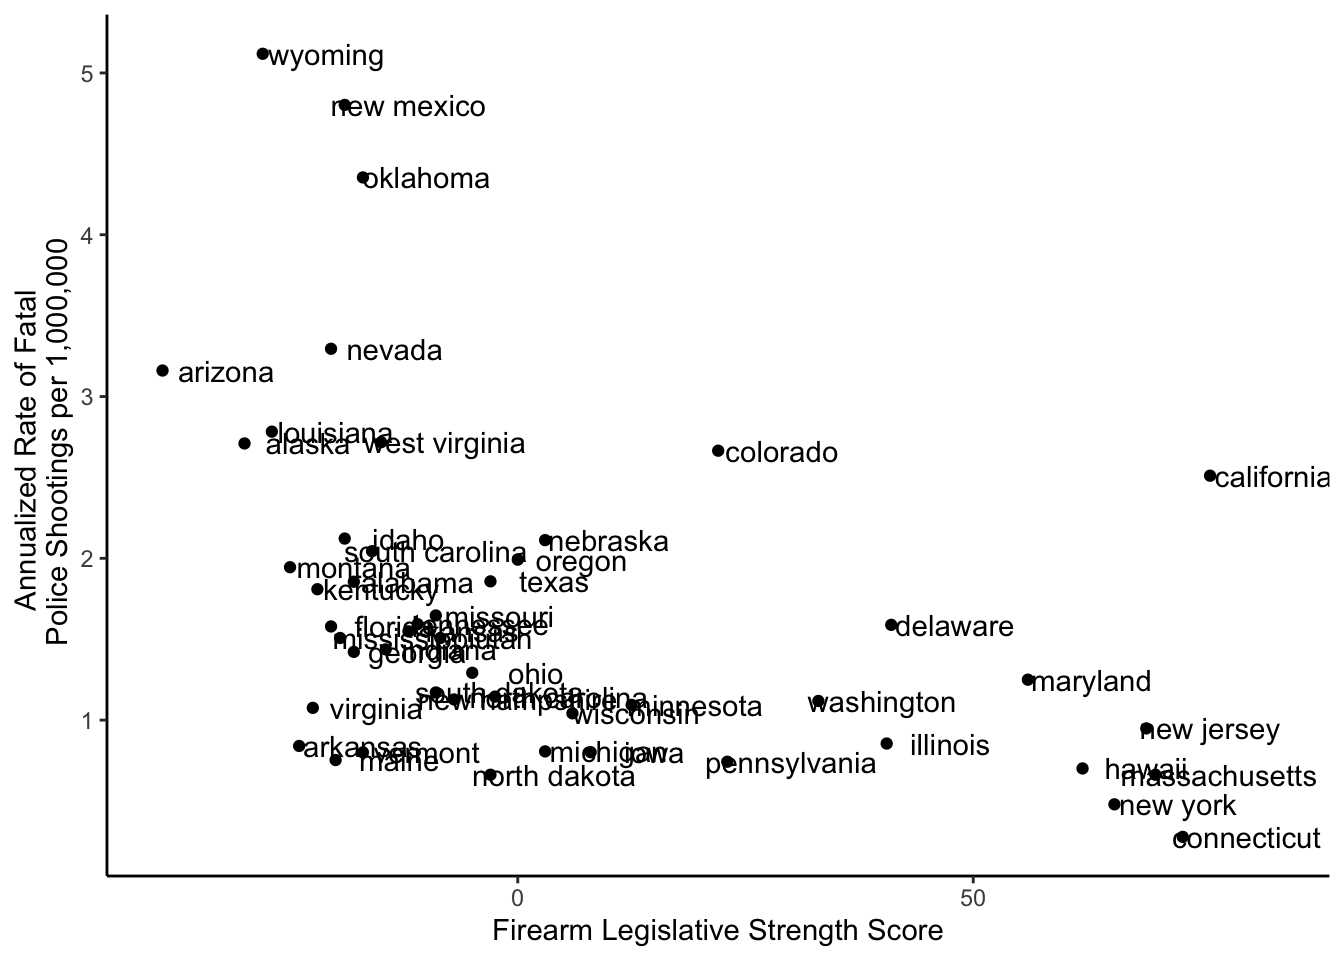 5
4
3
2
1
0
50
Annualized Rate of Fatal
Police Shootings per 1,000,000
Firearm Legislative Strength Score
wyoming
new mexico
oklahoma
nevada
arizona
louisiana
alaska
west virginia
colorado
california
idaho
south carolina
nebraska
oregon
montana
alabama
texas
kentucky
missouri
florida
tennessee
kansas
delaware
mississippi
utah
georgia
indiana
ohio
south dakota
new hampshire
north carolina
virginia
minnesota
wisconsin
washington
maryland
new jersey
arkansas
vermont
maine
michigan
iowa
north dakota
pennsylvania
illinois
hawaii
massachusetts
new york
connecticut